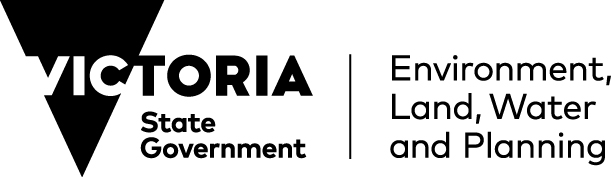 VICTORIA
State
Government
Environment,
Land, Water
and Planning